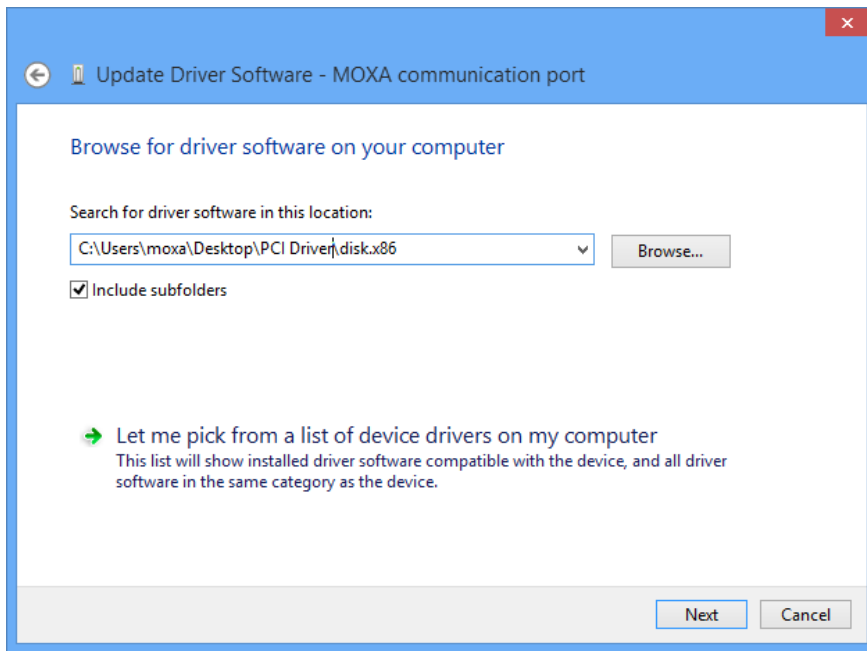 Update Driver Software - MOXA communication port
Browse for driver software on your computer
Search for driver software in this location:
C:\Users\moxa\Desktop\PCI Driver\disk.x86
Browse...
Include subfolders
Let me pick from a list of device drivers on my computer
This list will show installed driver software compatible with the device, and all driver
software in the same category as the device.
Next
Cancel